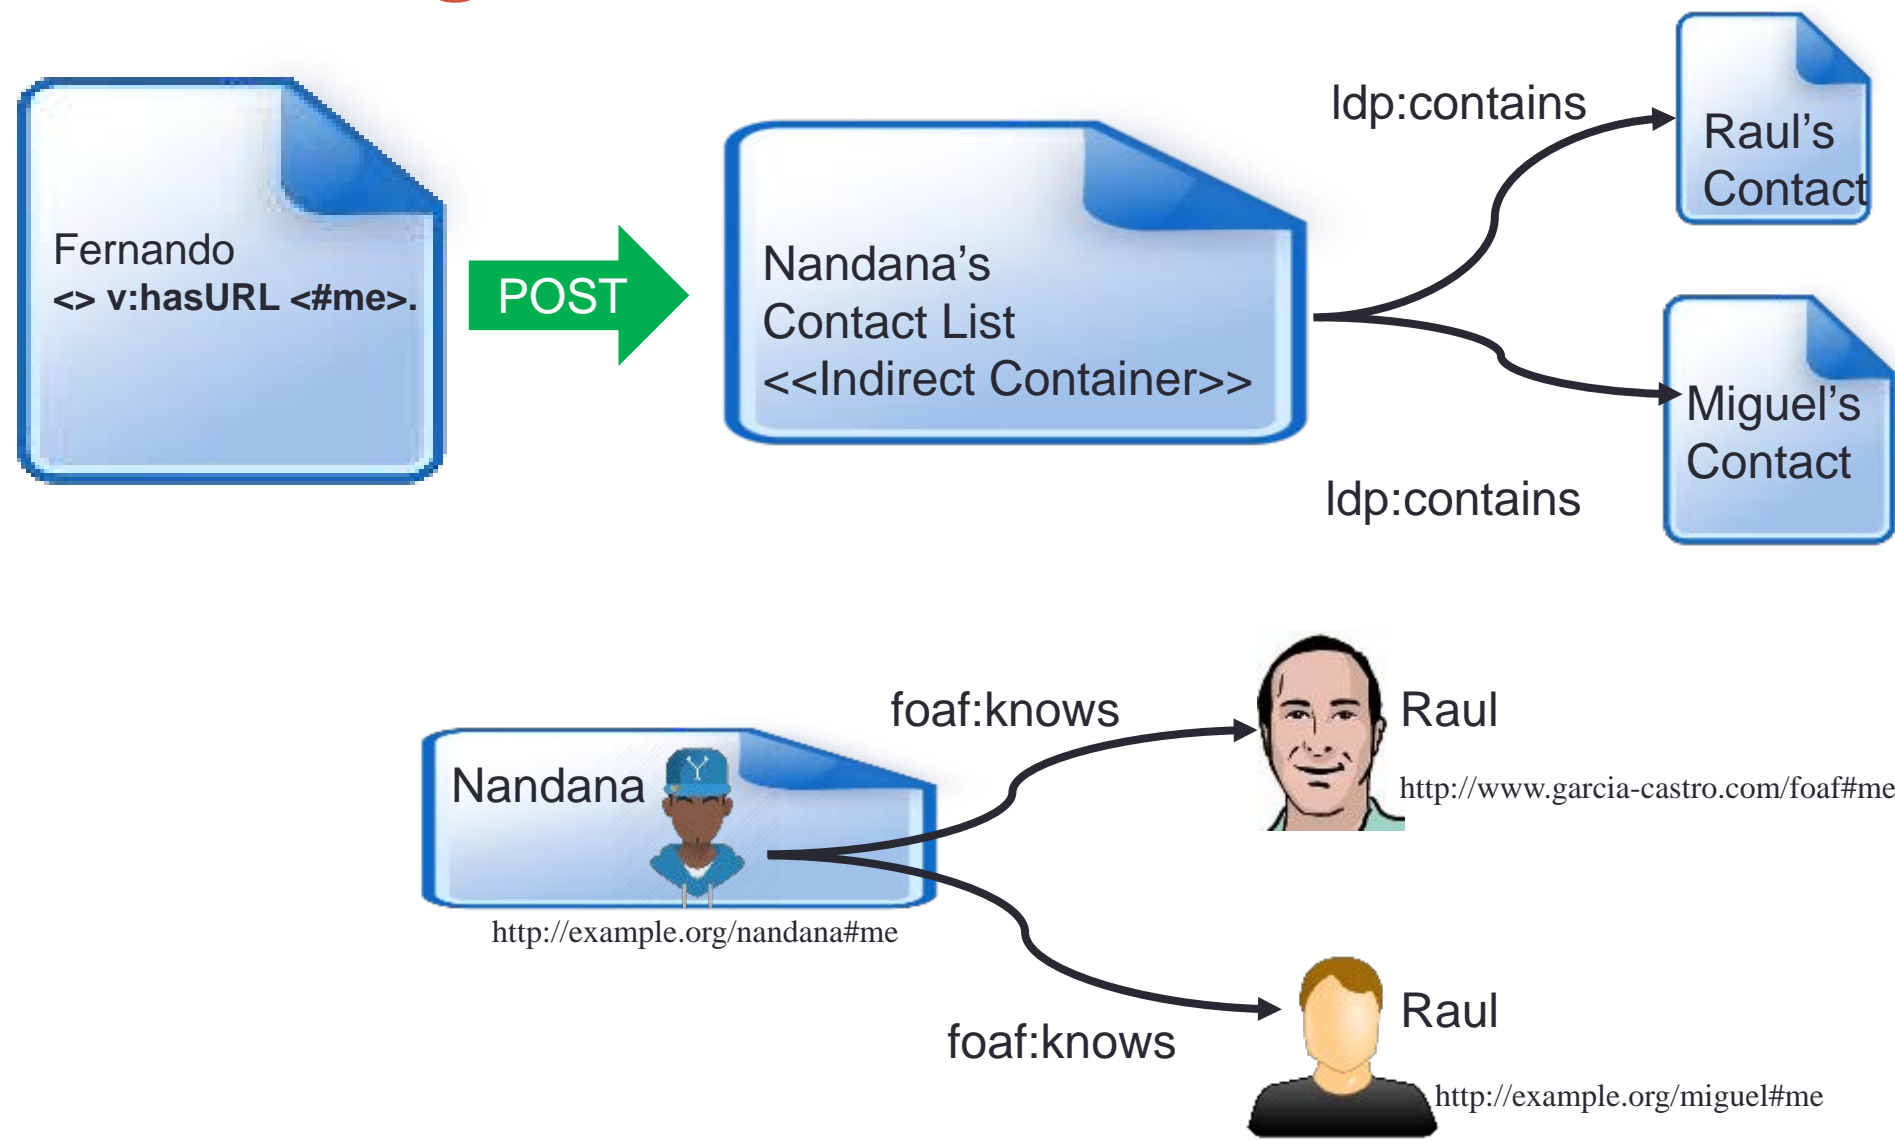 Fernando
<> v:hasURL <#me>.
POST
Nandana's
Contact List
<<Indirect Container>>
ldp:contains
Raul's
Contact
Miguel's
Contact
ldp:contains
Nandana
http://example.org/nandana#me
foaf:knows
Raul
http://www.garcia-castro.com/foaf#me
foaf:knows
Raul
http://example.org/miguel#me